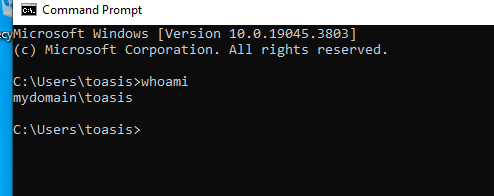 Command Prompt
Microsoft Windows [Version 10.0.19045.3803]
(c) Microsoft Corporation. All rights reserved.
C:\Users\toasis>whoami
mydomain\toasis
C:\Users\toasis>